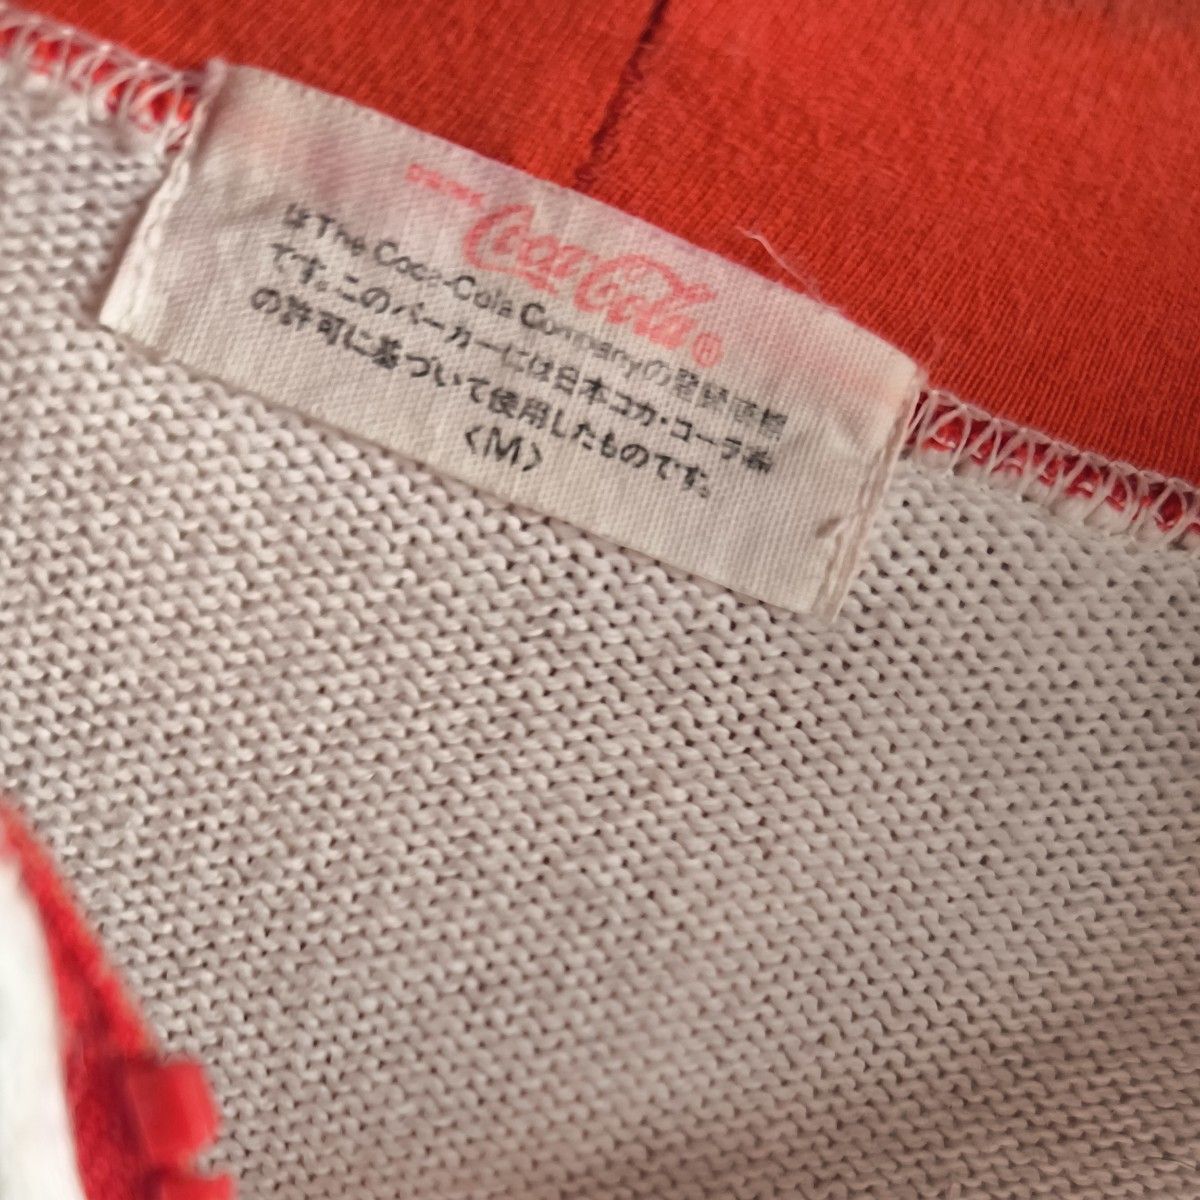 DRINK
Coca-Cola®
はThe Coca-Cola Companyの登録商標
です。このパーカーには日本コカ・コーラ㈱
の許可に基づいて使用したものです。
〈M〉